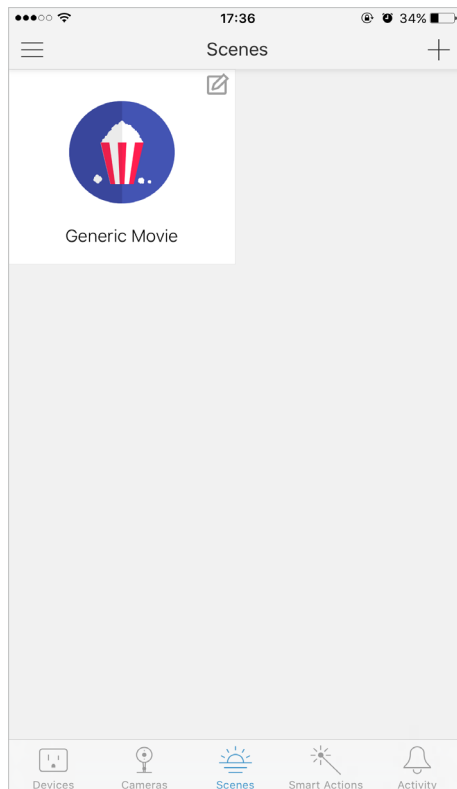 17:36
34%
Scenes
Generic Movie
Devices
Cameras
Scenes
Smart Actions
Activity